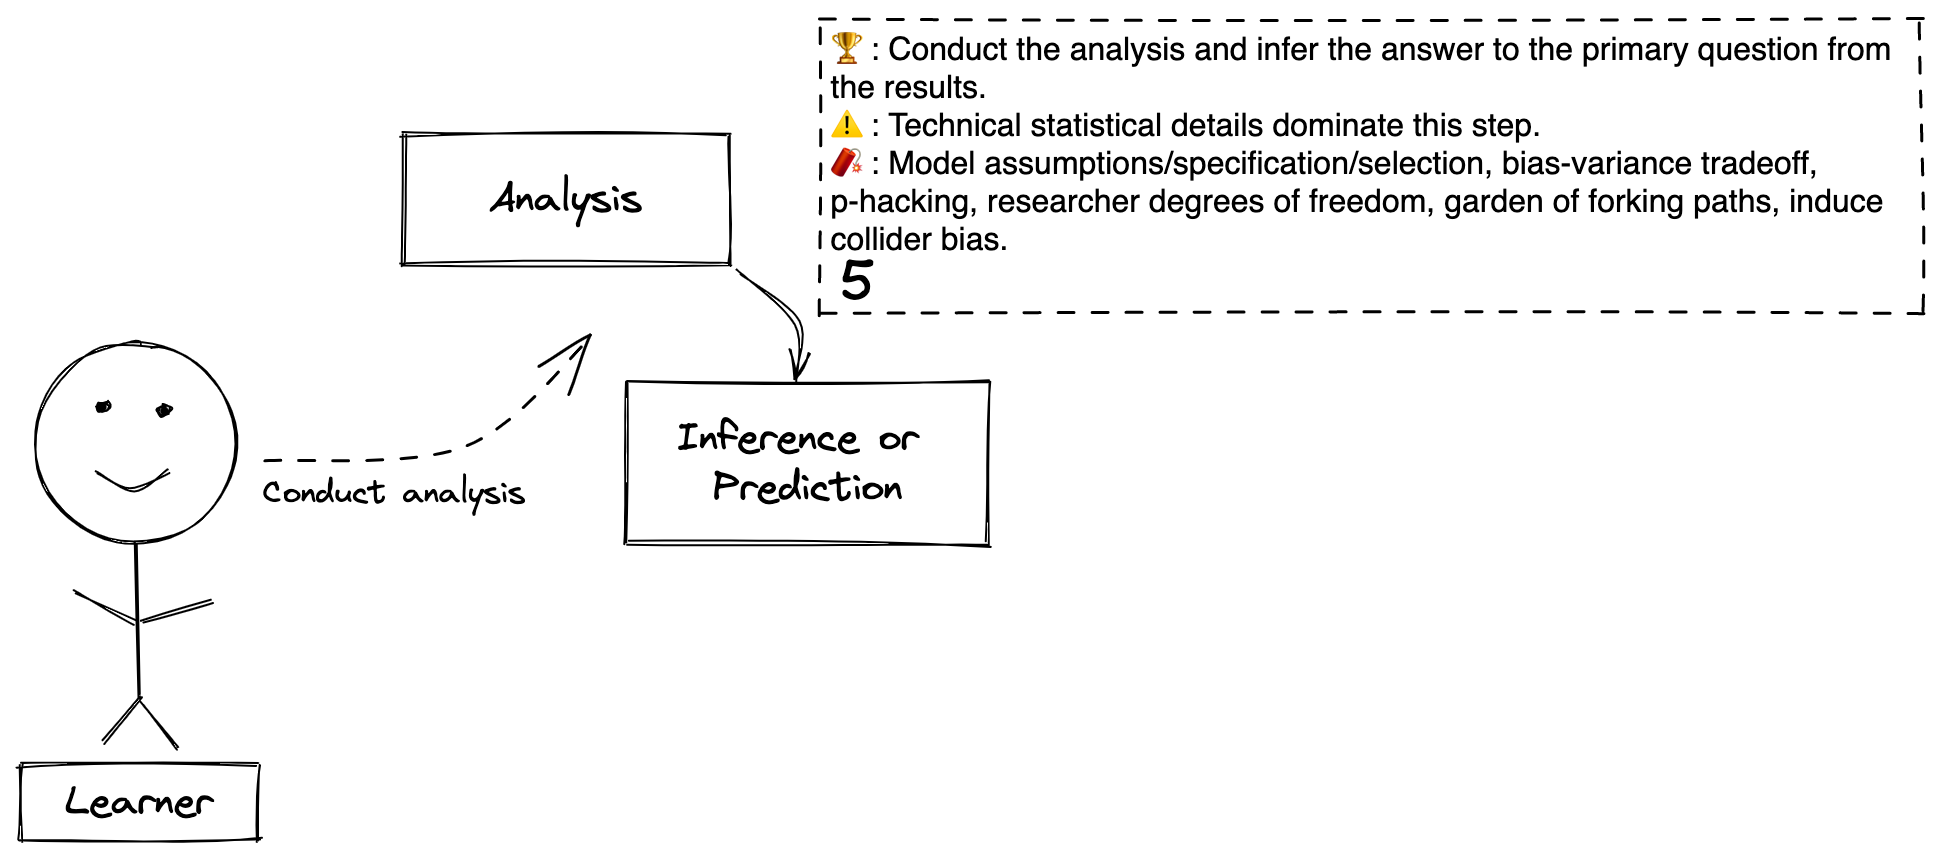 🏆 : Conduct the analysis and infer the answer to the primary question from
the results.
⚠️ : Technical statistical details dominate this step.
🧨 : Model assumptions/specification/selection, bias-variance tradeoff,
p-hacking, researcher degrees of freedom, garden of forking paths, induce
collider bias.
5
Analysis
Inference or
Prediction
Conduct analysis
Learner